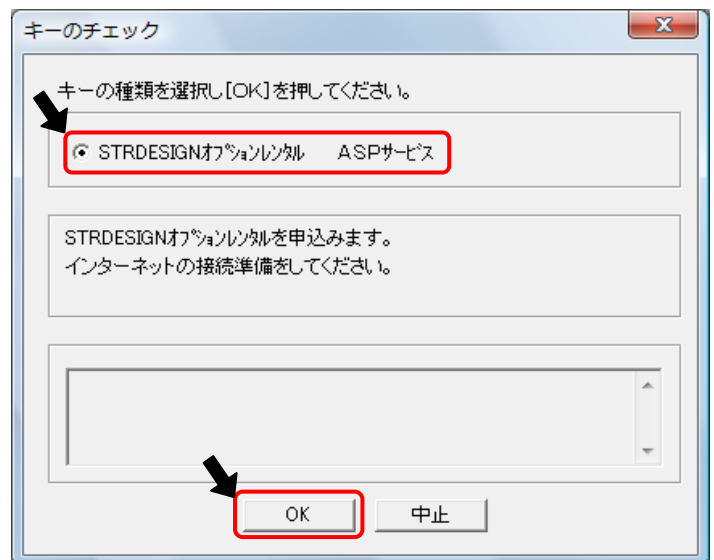 キーのチェック
キーの種類を選択し[OK]を押してください。
STRDESIGNｵﾌﾟｼｮﾝﾚﾝﾀﾙ　　ＡＳＰｻｰﾋﾞｽ
STRDESIGNｵﾌﾟｼｮﾝﾚﾝﾀﾙを申込みます。
インターネットの接続準備をしてください。
OK
中止